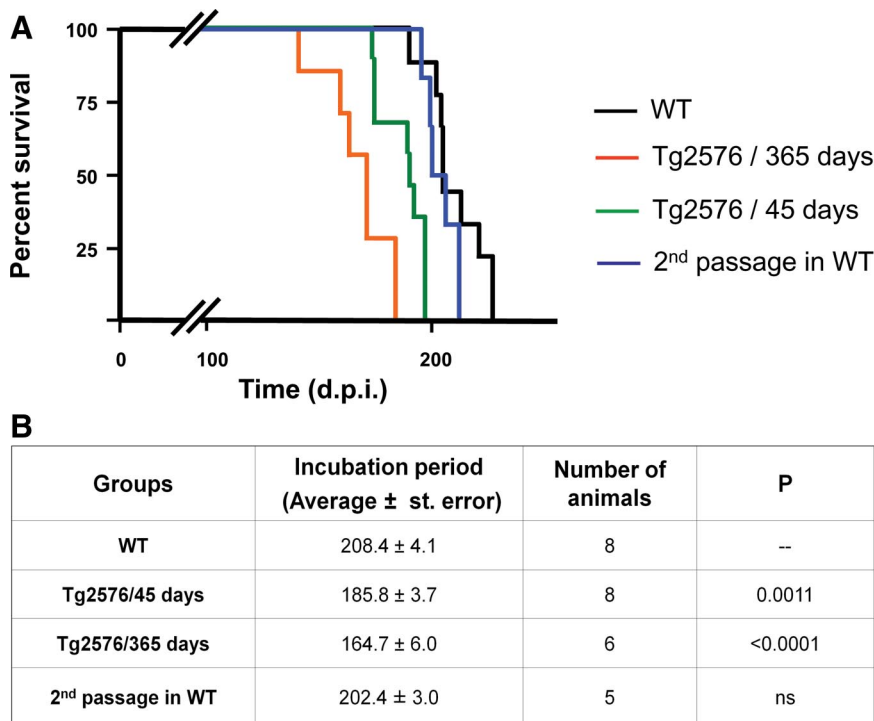 A
Percent survival
100
75
50
25
0
100
200
Time (d.p.i.)
WT
Tg2576 / 365 days
Tg2576 / 45 days
2nd passage in WT
B
Groups
Incubation period
(Average ± st. error)
Number of
animals
P
WT
208.4 ± 4.1
8
--
Tg2576/45 days
185.8 ± 3.7
8
0.0011
Tg2576/365 days
164.7 ± 6.0
6
<0.0001
2nd passage in WT
202.4 ± 3.0
5
ns